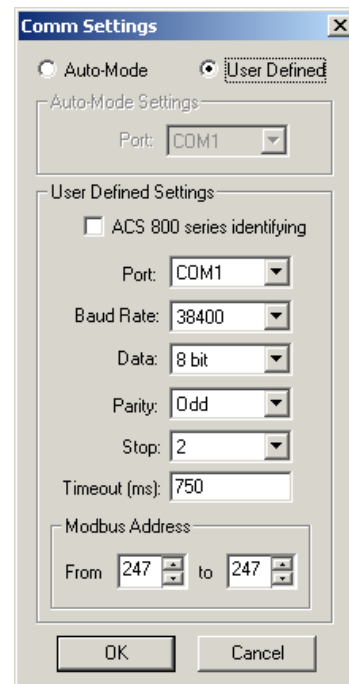 Comm Settings
Auto-Mode User Defined
Auto-Mode Settings
Port: COM1
User Defined Settings
ACS 800 series identifying
Port: COM1
Baud Rate: 38400
Data: 8 bit
Parity: Odd
Stop: 2
Timeout (ms): 750
Modbus Address
From 247 to 247
OK Cancel